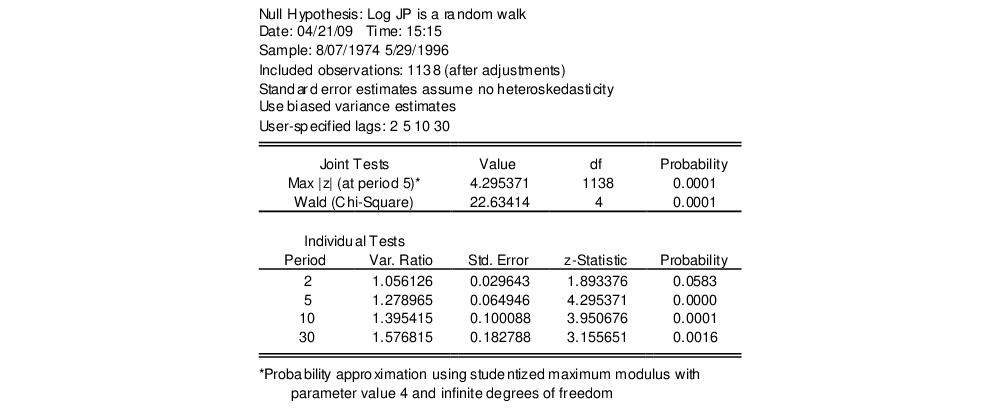 Null Hypothesis: Log JP is a random walk
Date: 04/21/09 Time: 15:15
Sample: 8/07/1974 5/29/1996
Included observations: 1138 (after adjustments)
Standard error estimates assume no heteroskedasticity
Use biased variance estimates
User-specified lags: 2 5 10 30
Joint Tests Value df Probability
Max |z| (at period 5)* 4.295371 1138 0.0001
Wald (Chi-Square) 22.63414 4 0.0001
Individual Tests
Period Var. Ratio Std. Error z-Statistic Probability
2 1.056126 0.029643 1.893376 0.0583
5 1.278965 0.064946 4.295371 0.0000
10 1.395415 0.100088 3.950676 0.0001
30 1.576815 0.182788 3.155651 0.0016
*Probability approximation using studentized maximum modulus with
parameter value 4 and infinite degrees of freedom